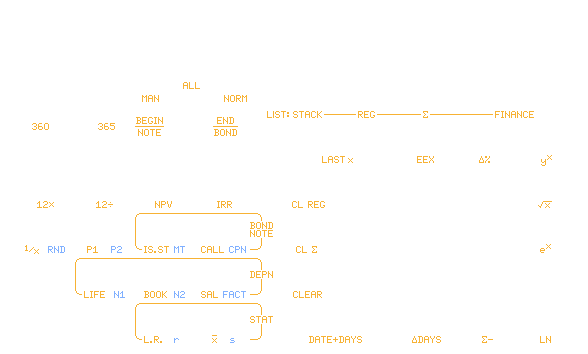 ALL
MAN NORM
LIST: STACK REG Σ FINANCE
360 365 BEGIN END
NOTE BOND
LAST x EEX Δ% y^x
12× 12÷ NPV IRR CL REG √x
BOND
NOTE
1/x RND P1 P2 IS.ST MT CALL CPN CL Σ e^x
DEPN
LIFE N1 BOOK N2 SAL FACT CLEAR
STAT
L.R. r x̄ s DATE+DAYS ΔDAYS Σ- LN